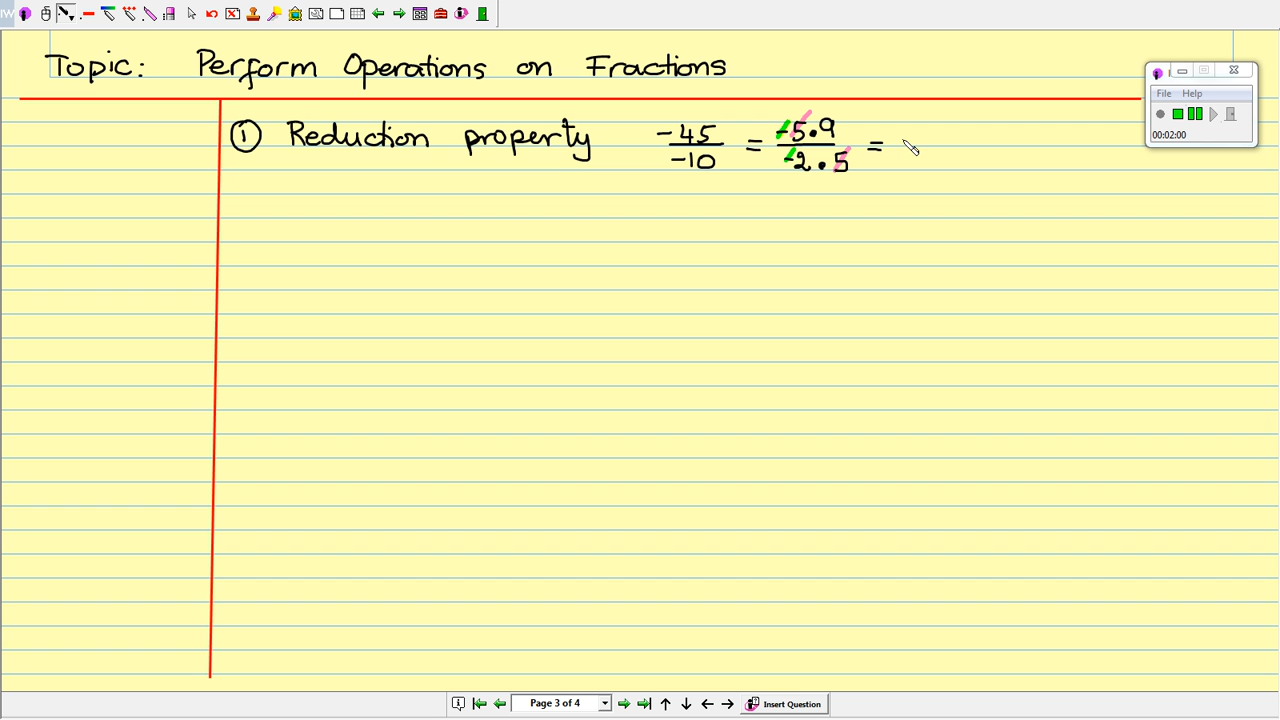 IW
Topic: Perform Operations on Fractions
File Help
00:02:00
① Reduction property -45/-10 = -5•9/-2•5 =
Page 3 of 4
Insert Question